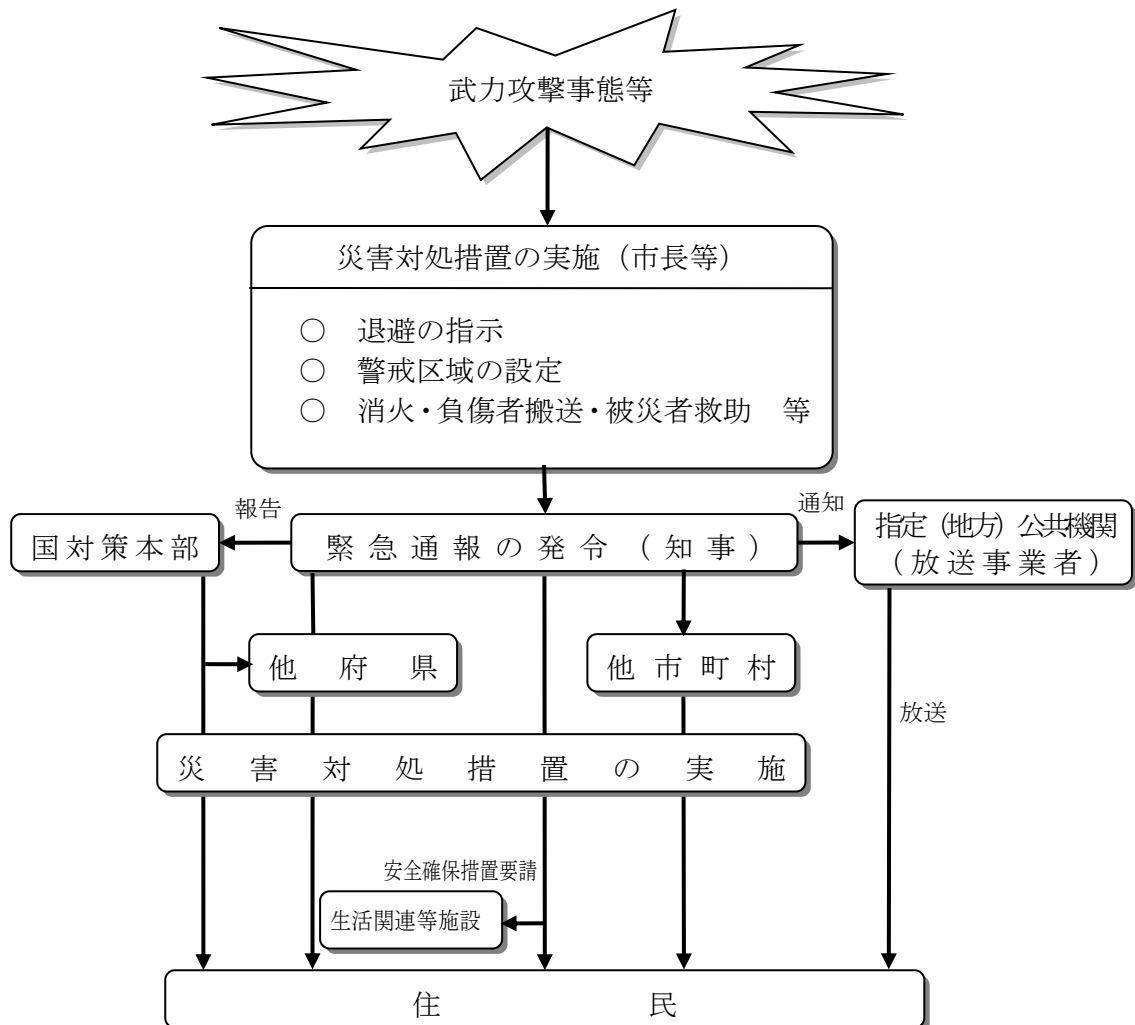 武力攻撃事態等
災害対処措置の実施（市長等）
○ 退避の指示
○ 警戒区域の設定
○ 消火・負傷者搬送・被災者救助 等
報告
通知
国対策本部
緊急通報の発令（知事）
指定（地方）公共機関
（放送事業者）
他府県
他市町村
放送
災害対処措置の実施
安全確保措置要請
生活関連等施設
住民